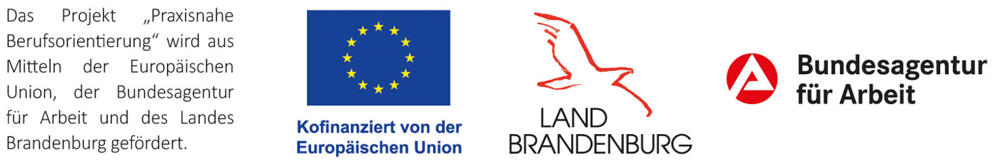 Das Projekt „Praxisnahe
Berufsorientierung“ wird aus
Mitteln der Europäischen
Union, der Bundesagentur
für Arbeit und des Landes
Brandenburg gefördert.
Kofinanziert von der
Europäischen Union
LAND
BRANDENBURG
Bundesagentur
für Arbeit